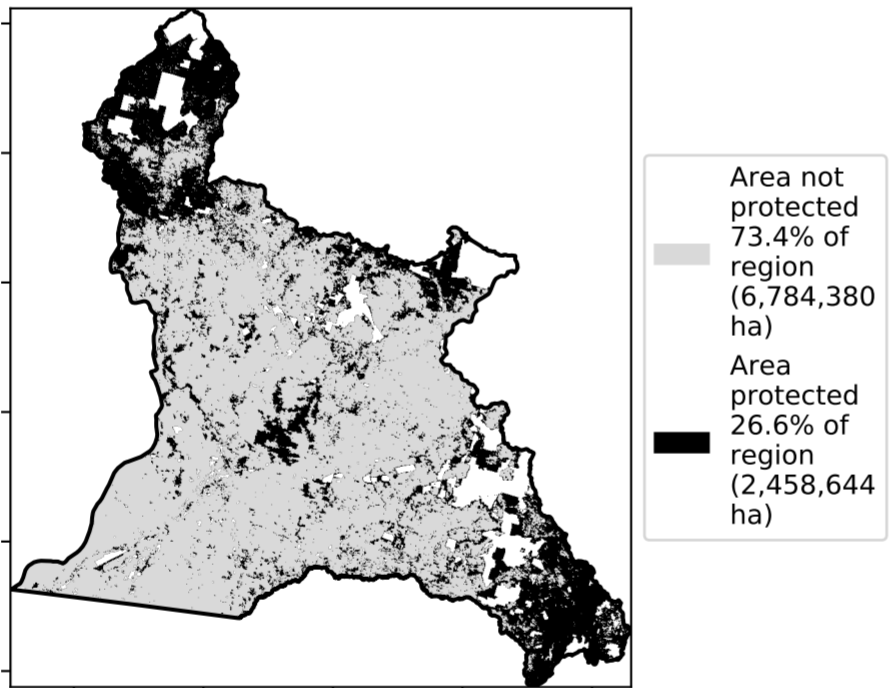 Area not
protected
73.4% of
region
(6,784,380
ha)
Area
protected
26.6% of
region
(2,458,644
ha)